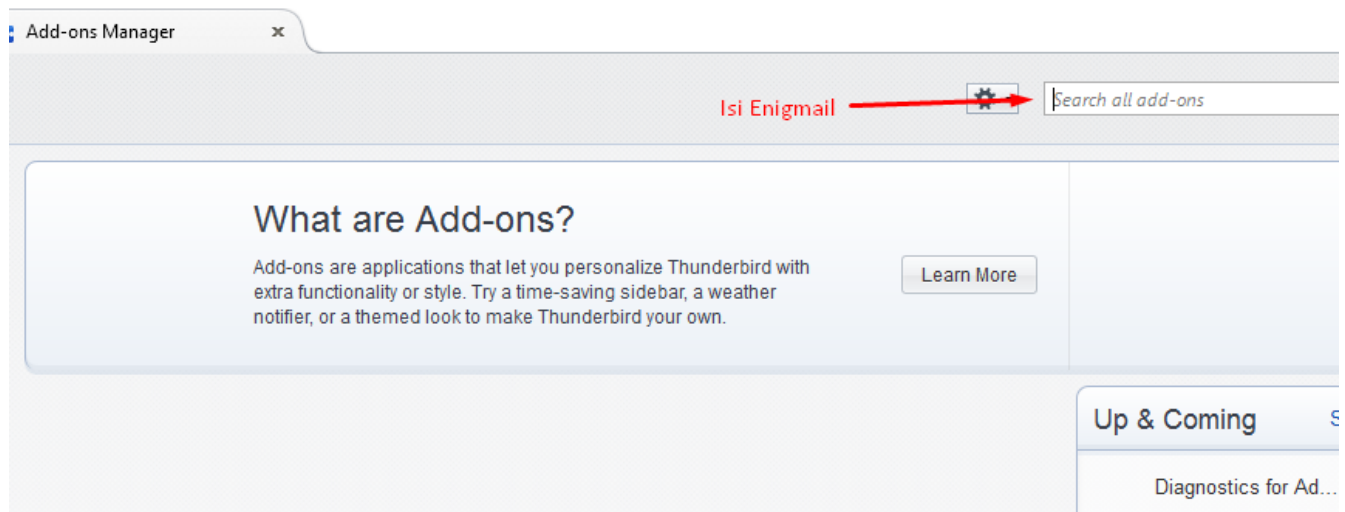 Add-ons Manager
Isi Enigmail
Search all add-ons
What are Add-ons?
Add-ons are applications that let you personalize Thunderbird with
extra functionality or style. Try a time-saving sidebar, a weather
notifier, or a themed look to make Thunderbird your own.
Learn More
Up & Coming
S
Diagnostics for Ad...